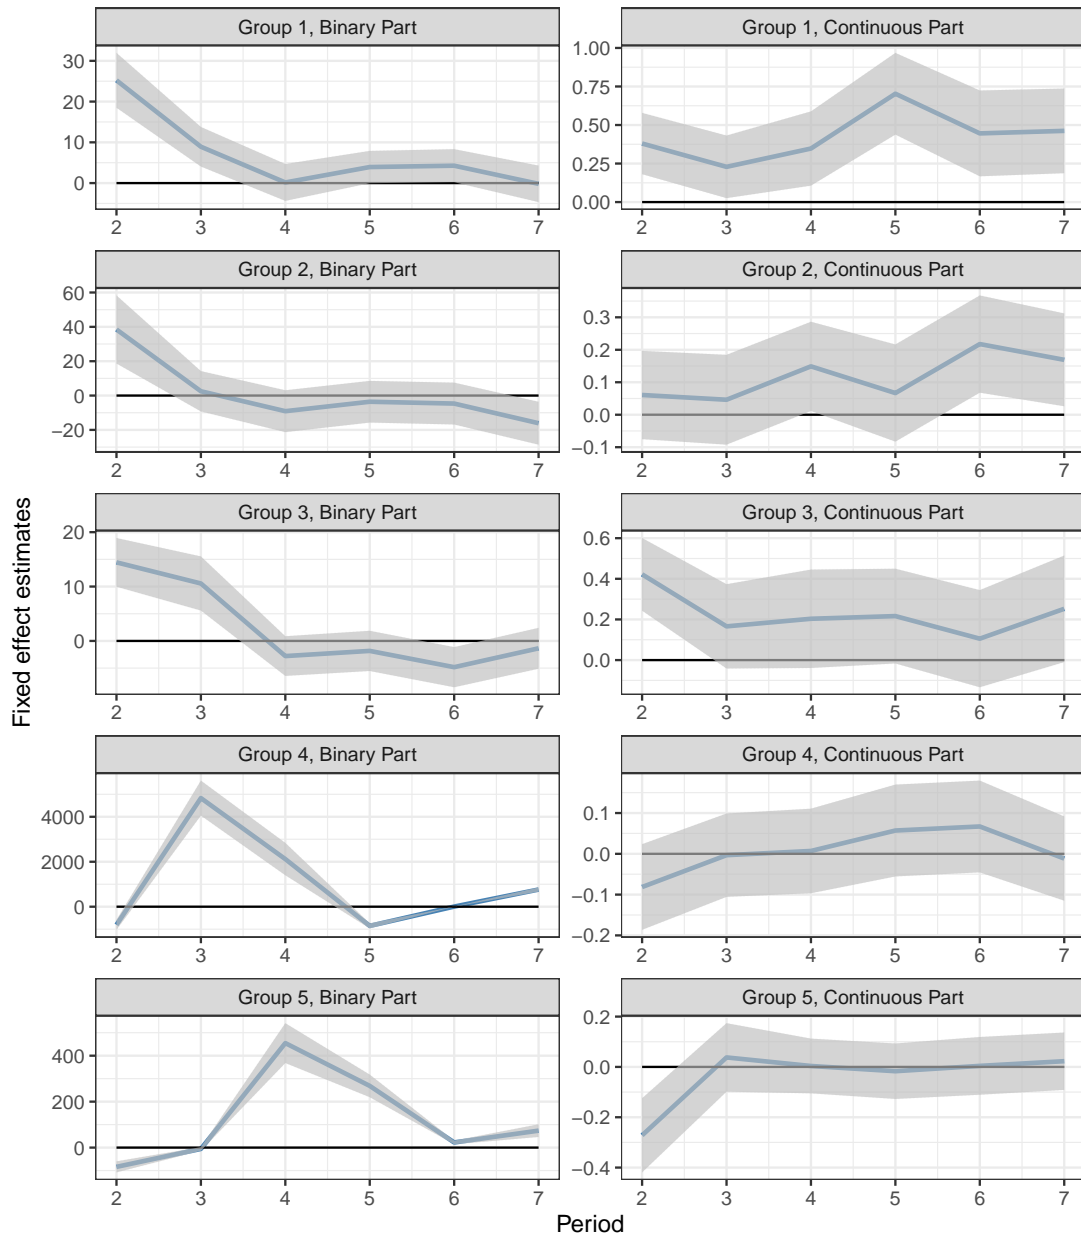 Group 1, Binary Part
Group 1, Continuous Part
30
20
10
0
2 3 4 5 6 7
1.00
0.75
0.50
0.25
0.00
2 3 4 5 6 7
Group 2, Binary Part
Group 2, Continuous Part
60
40
20
0
−20
2 3 4 5 6 7
0.3
0.2
0.1
0.0
−0.1
2 3 4 5 6 7
Group 3, Binary Part
Group 3, Continuous Part
20
10
0
2 3 4 5 6 7
0.6
0.4
0.2
0.0
2 3 4 5 6 7
Group 4, Binary Part
Group 4, Continuous Part
4000
2000
0
2 3 4 5 6 7
0.1
0.0
−0.1
−0.2
2 3 4 5 6 7
Group 5, Binary Part
Group 5, Continuous Part
400
200
0
2 3 4 5 6 7
0.2
0.0
−0.2
−0.4
2 3 4 5 6 7
Fixed effect estimates
Period